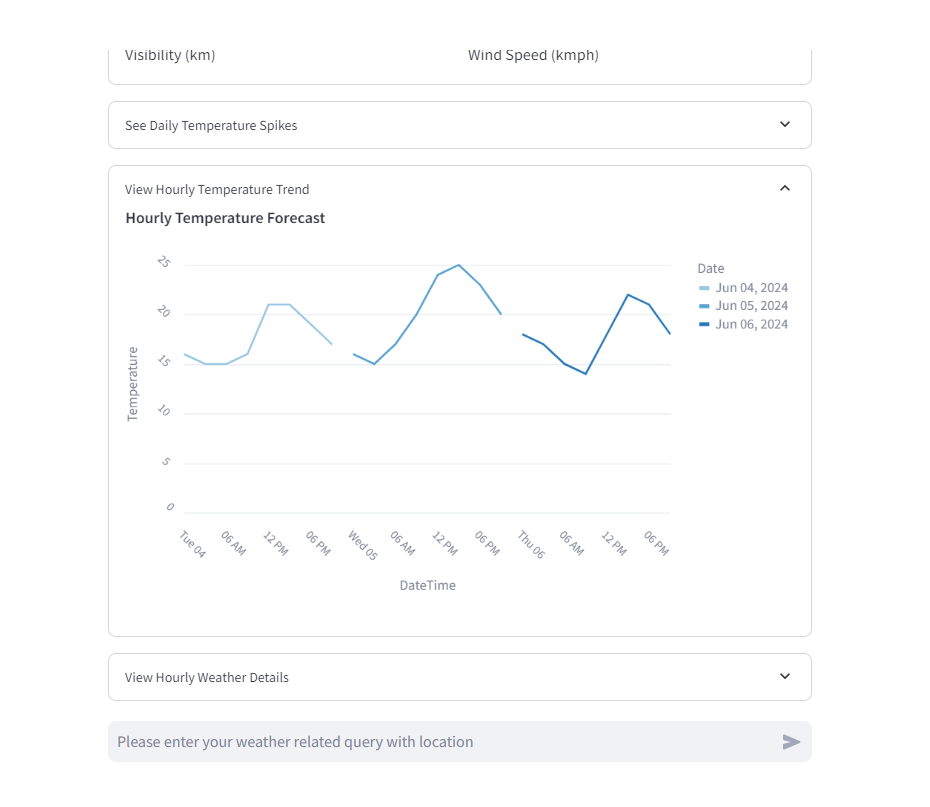 Visibility (km) Wind Speed (kmph)
See Daily Temperature Spikes
View Hourly Temperature Trend
Hourly Temperature Forecast
25
20
15
10
5
0
Temperature
Tue 04 06 AM 12 PM 06 PM Wed 05 06 AM 12 PM 06 PM Thu 06 06 AM 12 PM 06 PM
DateTime
Date
Jun 04, 2024
Jun 05, 2024
Jun 06, 2024
View Hourly Weather Details
Please enter your weather related query with location